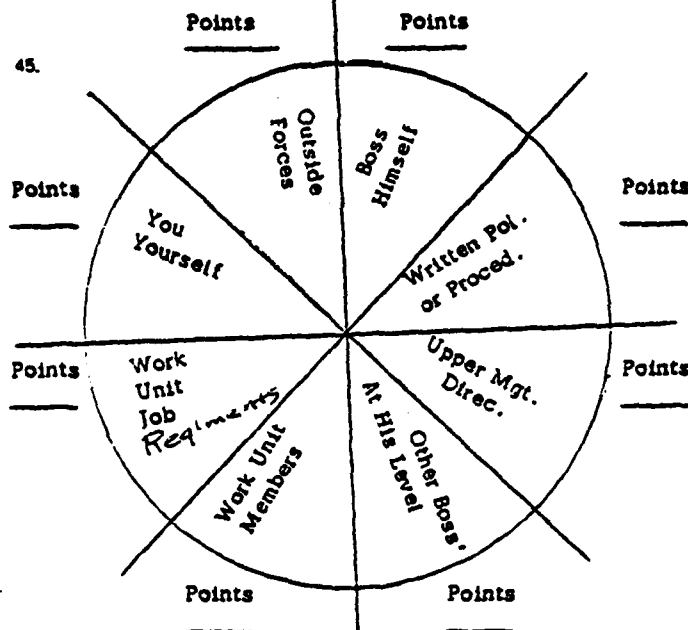 Points
Points
45.
Outside
Forces
Boss
Himself
Points
Points
You
Yourself
Written Pol.
or Proced.
Points
Points
Work
Unit
Job
Reqiments
Upper Mgt.
Direc.
Work Unit
Members
Other Boss'
At His Level
Points
Points